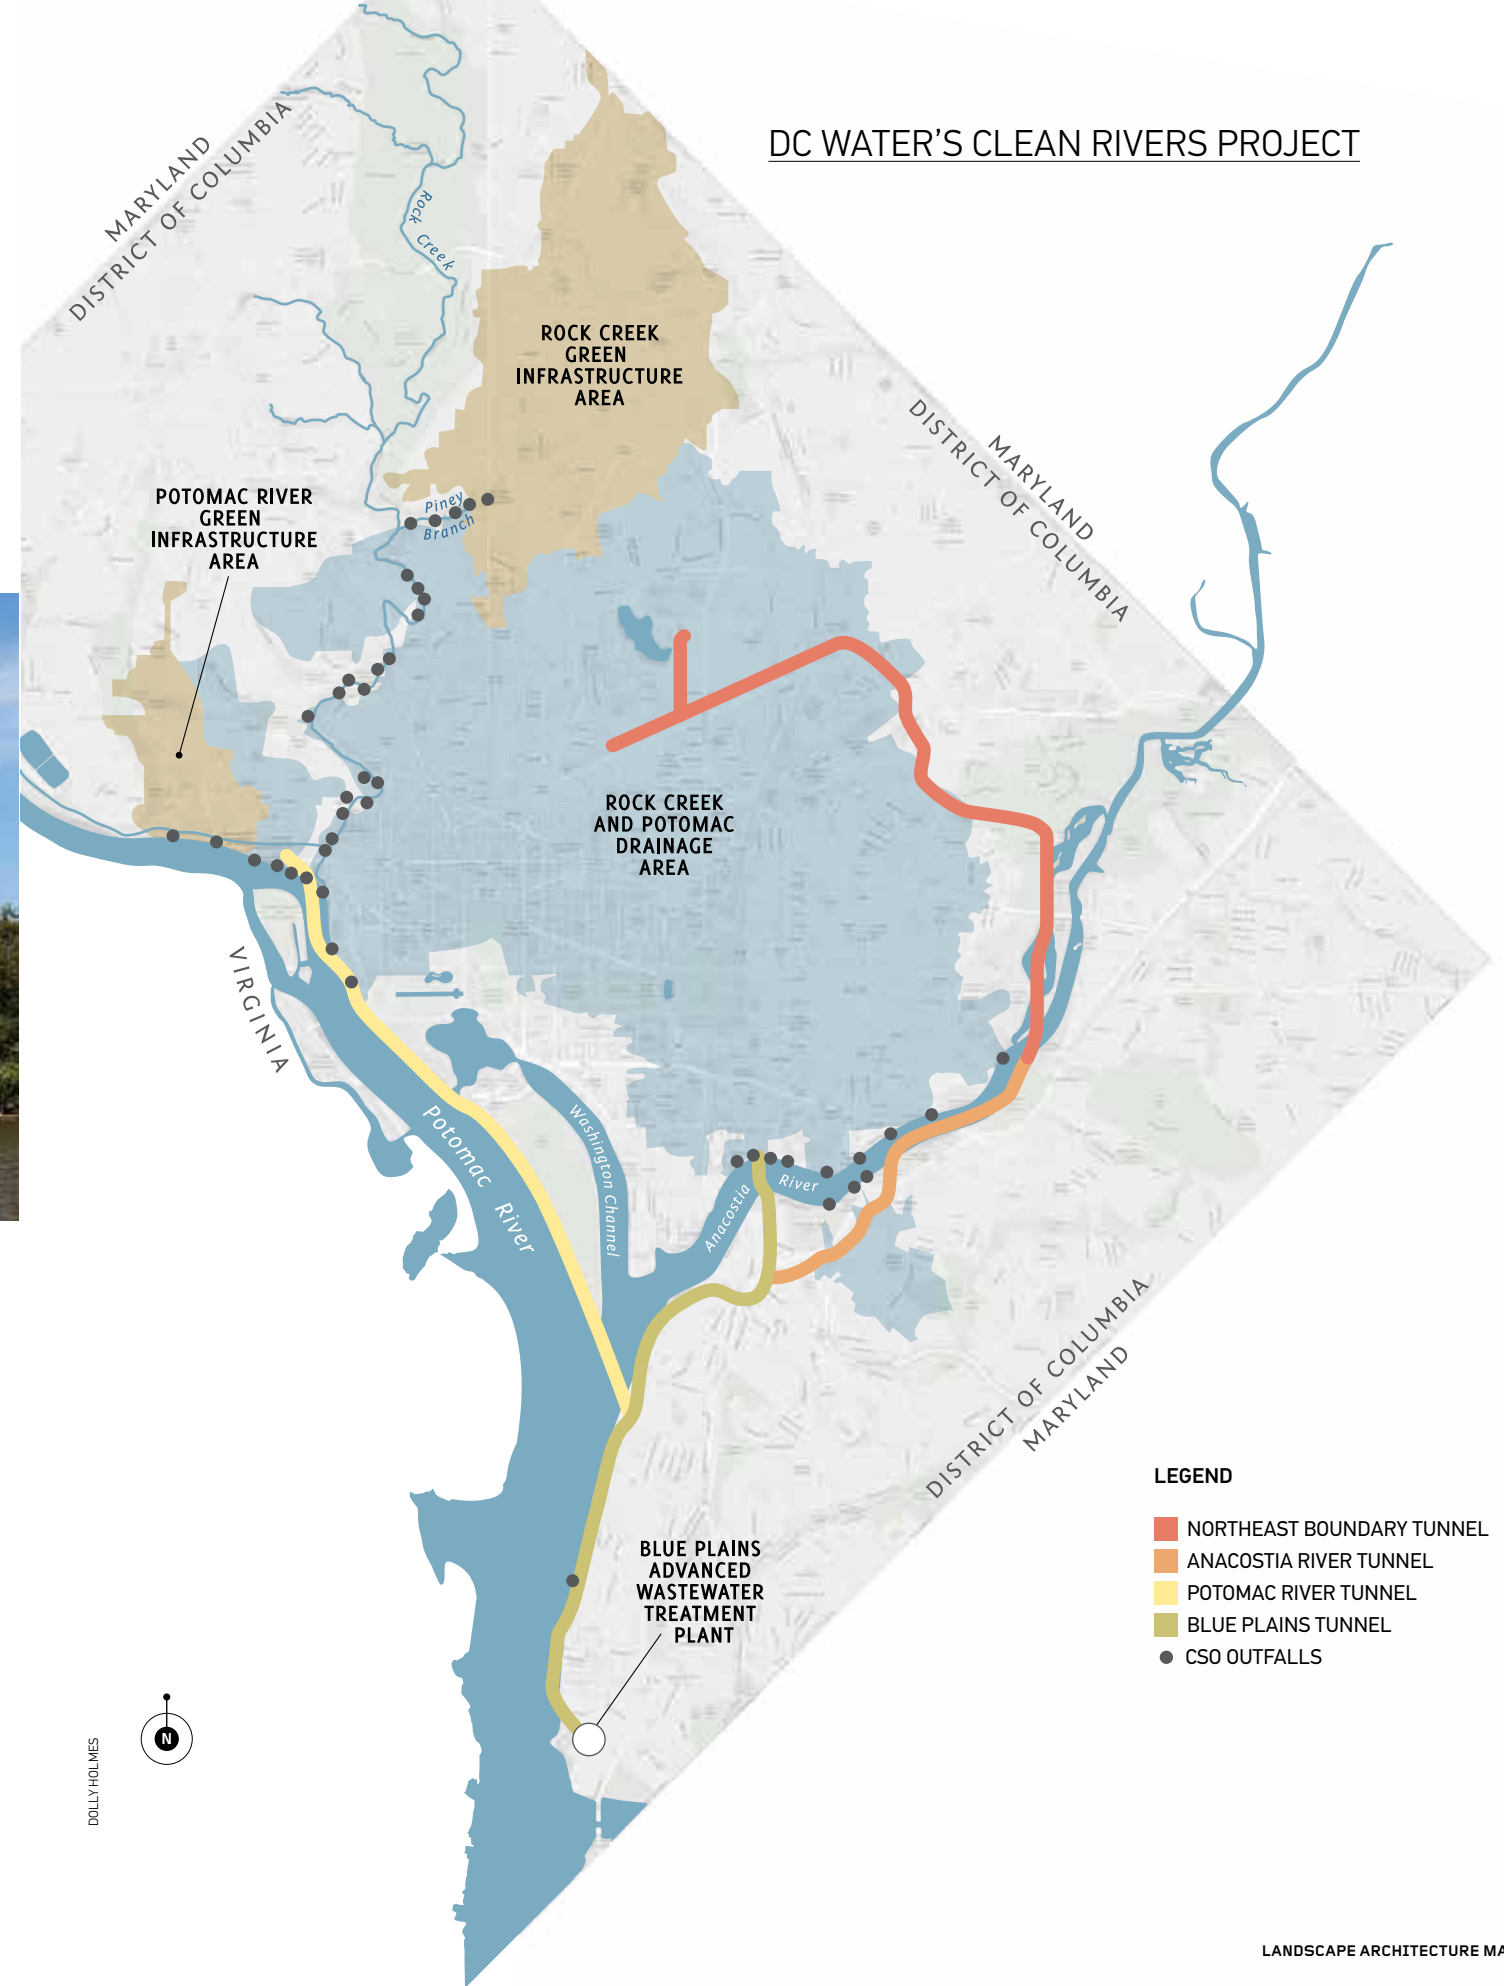 DC WATER'S CLEAN RIVERS PROJECT
MARYLAND
DISTRICT OF COLUMBIA
Rock Creek
ROCK CREEK
GREEN
INFRASTRUCTURE
AREA
MARYLAND
DISTRICT OF COLUMBIA
POTOMAC RIVER
GREEN
INFRASTRUCTURE
AREA
Piney
Branch
ROCK CREEK
AND POTOMAC
DRAINAGE
AREA
VIRGINIA
Potomac River
Washington Channel
Anacostia River
DISTRICT OF COLUMBIA
MARYLAND
BLUE PLAINS
ADVANCED
WASTEWATER
TREATMENT
PLANT
LEGEND
NORTHEAST BOUNDARY TUNNEL
ANACOSTIA RIVER TUNNEL
POTOMAC RIVER TUNNEL
BLUE PLAINS TUNNEL
CSO OUTFALLS
N
DOLLY HOLMES
LANDSCAPE ARCHITECTURE MA